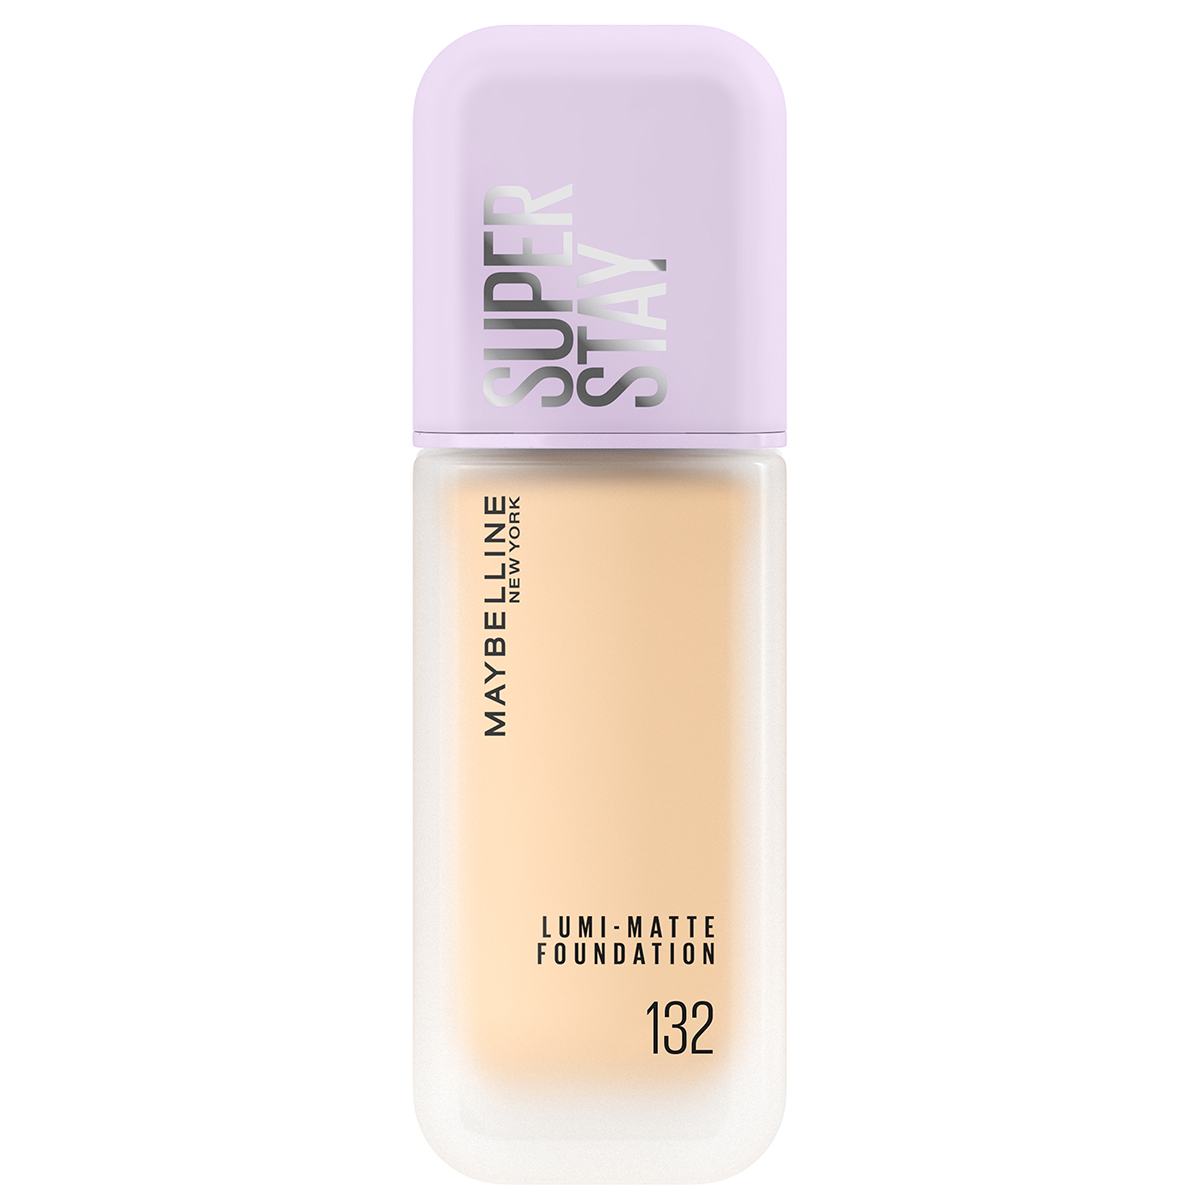 SUPER
STAY
MAYBELLINE
NEW YORK
LUMI-MATTE
FOUNDATION
132